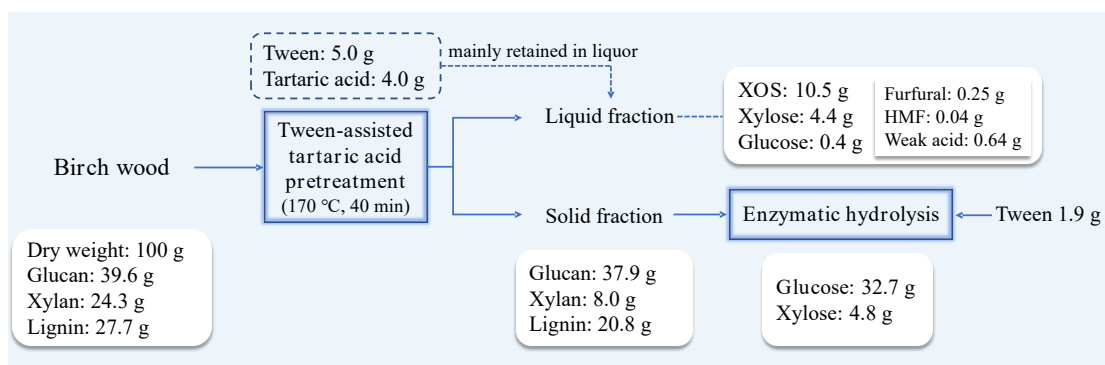 Tween: 5.0 g
Tartaric acid: 4.0 g
mainly retained in liquor
Birch wood
Tween-assisted
tartaric acid
pretreatment
(170 °C, 40 min)
Liquid fraction
XOS: 10.5 g
Xylose: 4.4 g
Glucose: 0.4 g
Furfural: 0.25 g
HMF: 0.04 g
Weak acid: 0.64 g
Solid fraction
Enzymatic hydrolysis
Tween 1.9 g
Dry weight: 100 g
Glucan: 39.6 g
Xylan: 24.3 g
Lignin: 27.7 g
Glucan: 37.9 g
Xylan: 8.0 g
Lignin: 20.8 g
Glucose: 32.7 g
Xylose: 4.8 g